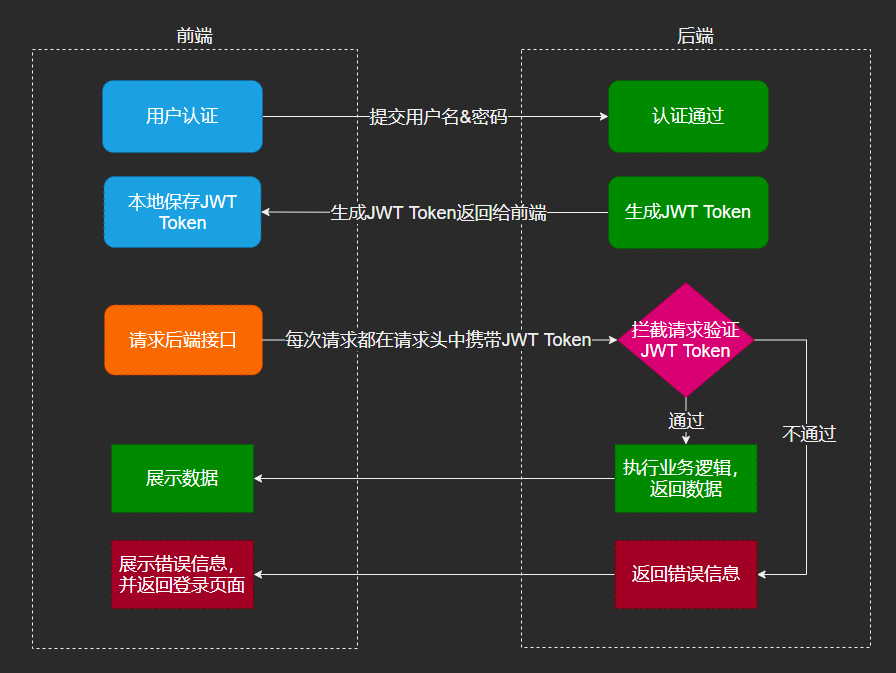 前端
后端
用户认证
提交用户名&密码
认证通过
本地保存JWT
Token
生成JWT Token返回给前端
生成JWT Token
请求后端接口
每次请求都在请求头中携带JWT Token
拦截请求验证
JWT Token
通过
不通过
展示数据
执行业务逻辑，
返回数据
展示错误信息，
并返回登录页面
返回错误信息